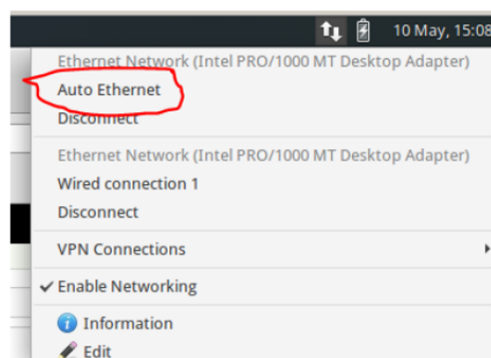 10 May, 15:08
Ethernet Network (Intel PRO/1000 MT Desktop Adapter)
Auto Ethernet
Disconnect
Ethernet Network (Intel PRO/1000 MT Desktop Adapter)
Wired connection 1
Disconnect
VPN Connections
Enable Networking
Information
Edit